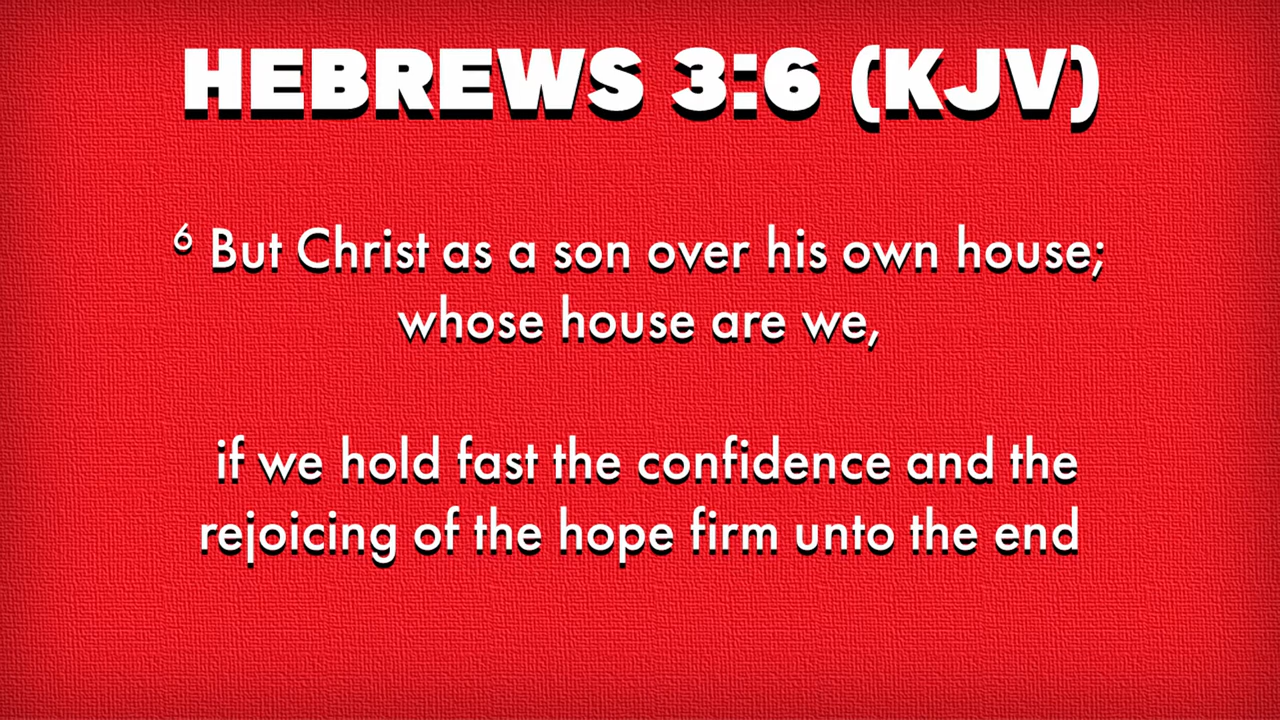 HEBREWS 3:6 (KJV)
6 But Christ as a son over his own house;
whose house are we,
if we hold fast the confidence and the
rejoicing of the hope firm unto the end